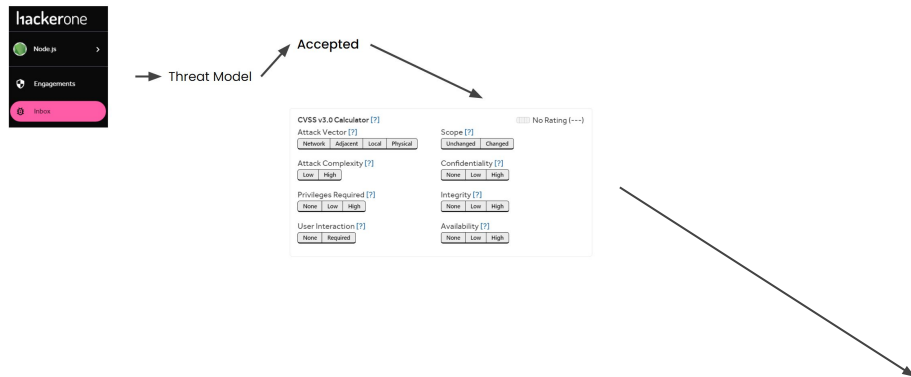 hackerone
Node.js
Engagements
Inbox
Threat Model
Accepted
CVSS v3.0 Calculator [?] No Rating (---)
Attack Vector [?] Scope [?]
Network Adjacent Local Physical Unchanged Changed
Attack Complexity [?] Confidentiality [?]
Low High None Low High
Privileges Required [?] Integrity [?]
None Low High None Low High
User Interaction [?] Availability [?]
None Required None Low High